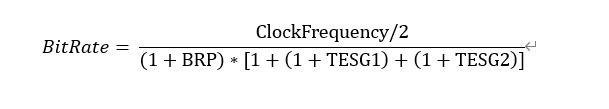 BitRate = ClockFrequency/2 / (1 + BRP) ∗ [1 + (1 + TESG1) + (1 + TESG2)]↵